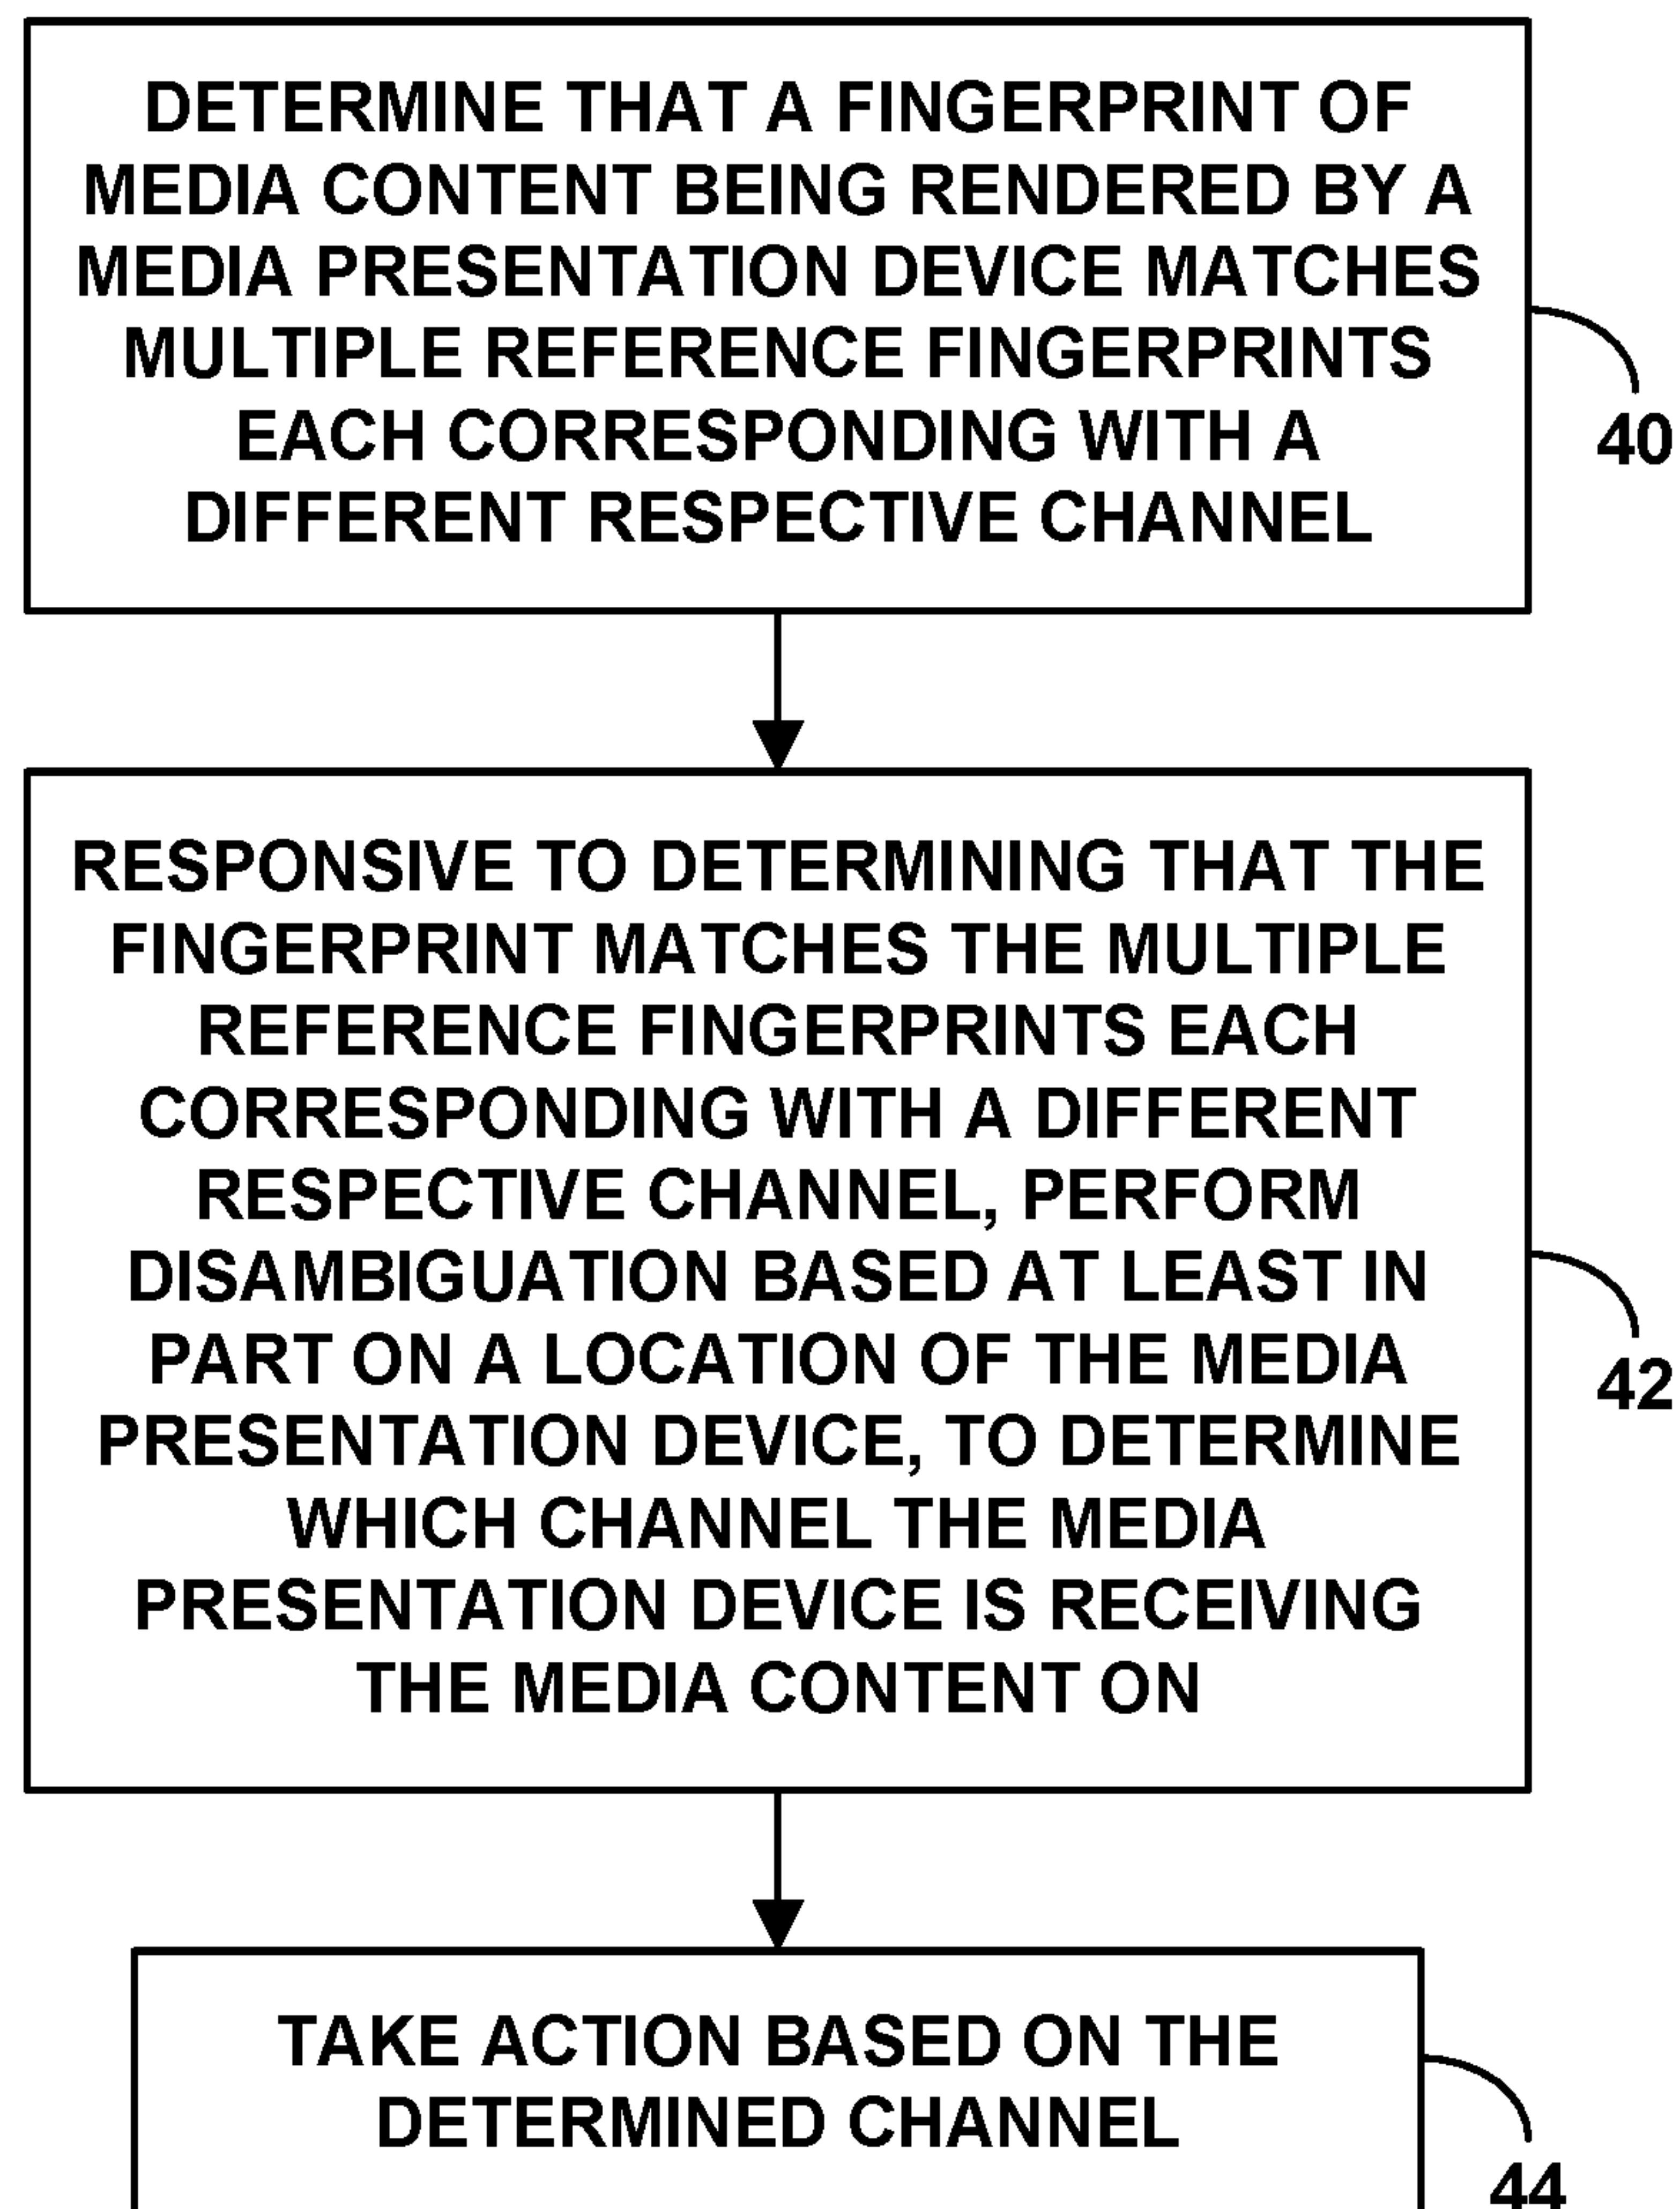 DETERMINE THAT A FINGERPRINT OF
MEDIA CONTENT BEING RENDERED BY A
MEDIA PRESENTATION DEVICE MATCHES
MULTIPLE REFERENCE FINGERPRINTS
EACH CORRESPONDING WITH A
DIFFERENT RESPECTIVE CHANNEL
40
RESPONSIVE TO DETERMINING THAT THE
FINGERPRINT MATCHES THE MULTIPLE
REFERENCE FINGERPRINTS EACH
CORRESPONDING WITH A DIFFERENT
RESPECTIVE CHANNEL, PERFORM
DISAMBIGUATION BASED AT LEAST IN
PART ON A LOCATION OF THE MEDIA
PRESENTATION DEVICE, TO DETERMINE
WHICH CHANNEL THE MEDIA
PRESENTATION DEVICE IS RECEIVING
THE MEDIA CONTENT ON
42
TAKE ACTION BASED ON THE
DETERMINED CHANNEL
44